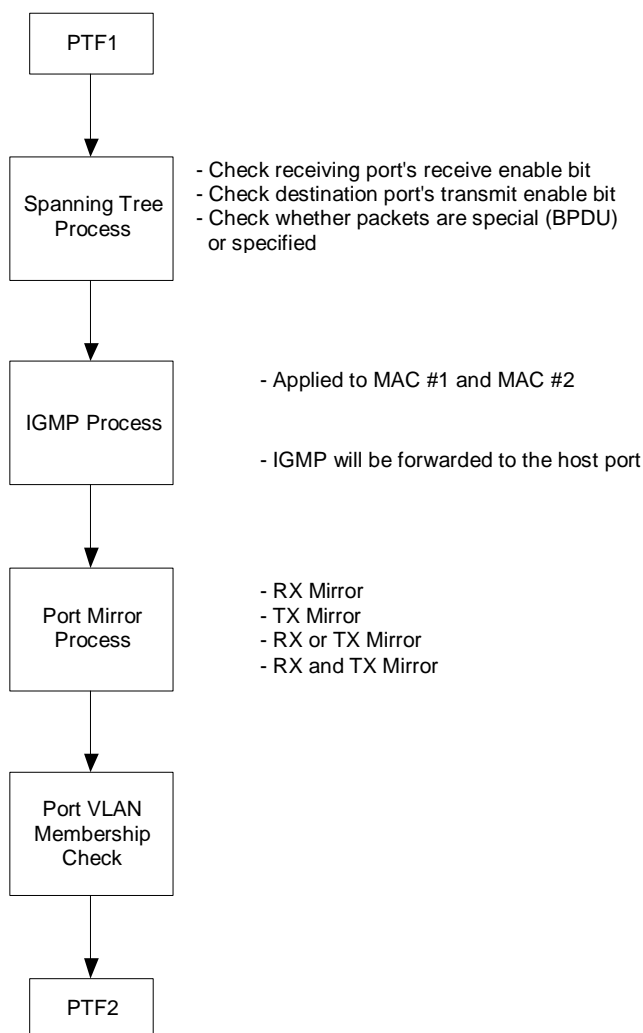 PTF1
Spanning Tree
Process
- Check receiving port's receive enable bit
- Check destination port's transmit enable bit
- Check whether packets are special (BPDU)
or specified
IGMP Process
- Applied to MAC #1 and MAC #2
- IGMP will be forwarded to the host port
Port Mirror
Process
- RX Mirror
- TX Mirror
- RX or TX Mirror
- RX and TX Mirror
Port VLAN
Membership
Check
PTF2